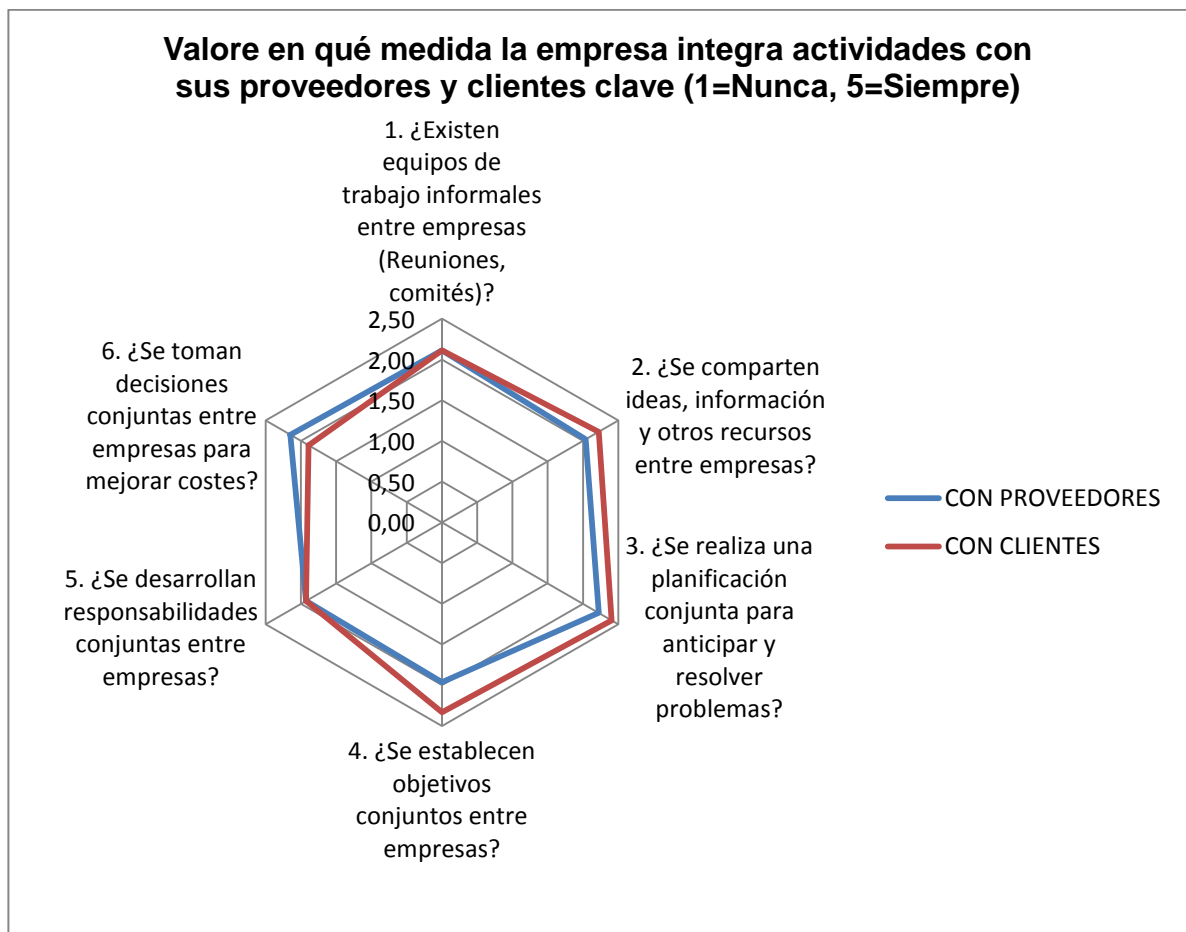 Valore en qué medida la empresa integra actividades con
sus proveedores y clientes clave (1=Nunca, 5=Siempre)
1. ¿Existen
equipos de
trabajo informales
entre empresas
(Reuniones,
comités)?
2,50
2,00
1,50
1,00
0,50
0,00
2. ¿Se comparten
ideas, información
y otros recursos
entre empresas?
3. ¿Se realiza una
planificación
conjunta para
anticipar y
resolver
problemas?
4. ¿Se establecen
objetivos
conjuntos entre
empresas?
5. ¿Se desarrollan
responsabilidades
conjuntas entre
empresas?
6. ¿Se toman
decisiones
conjuntas entre
empresas para
mejorar costes?
CON PROVEEDORES
CON CLIENTES